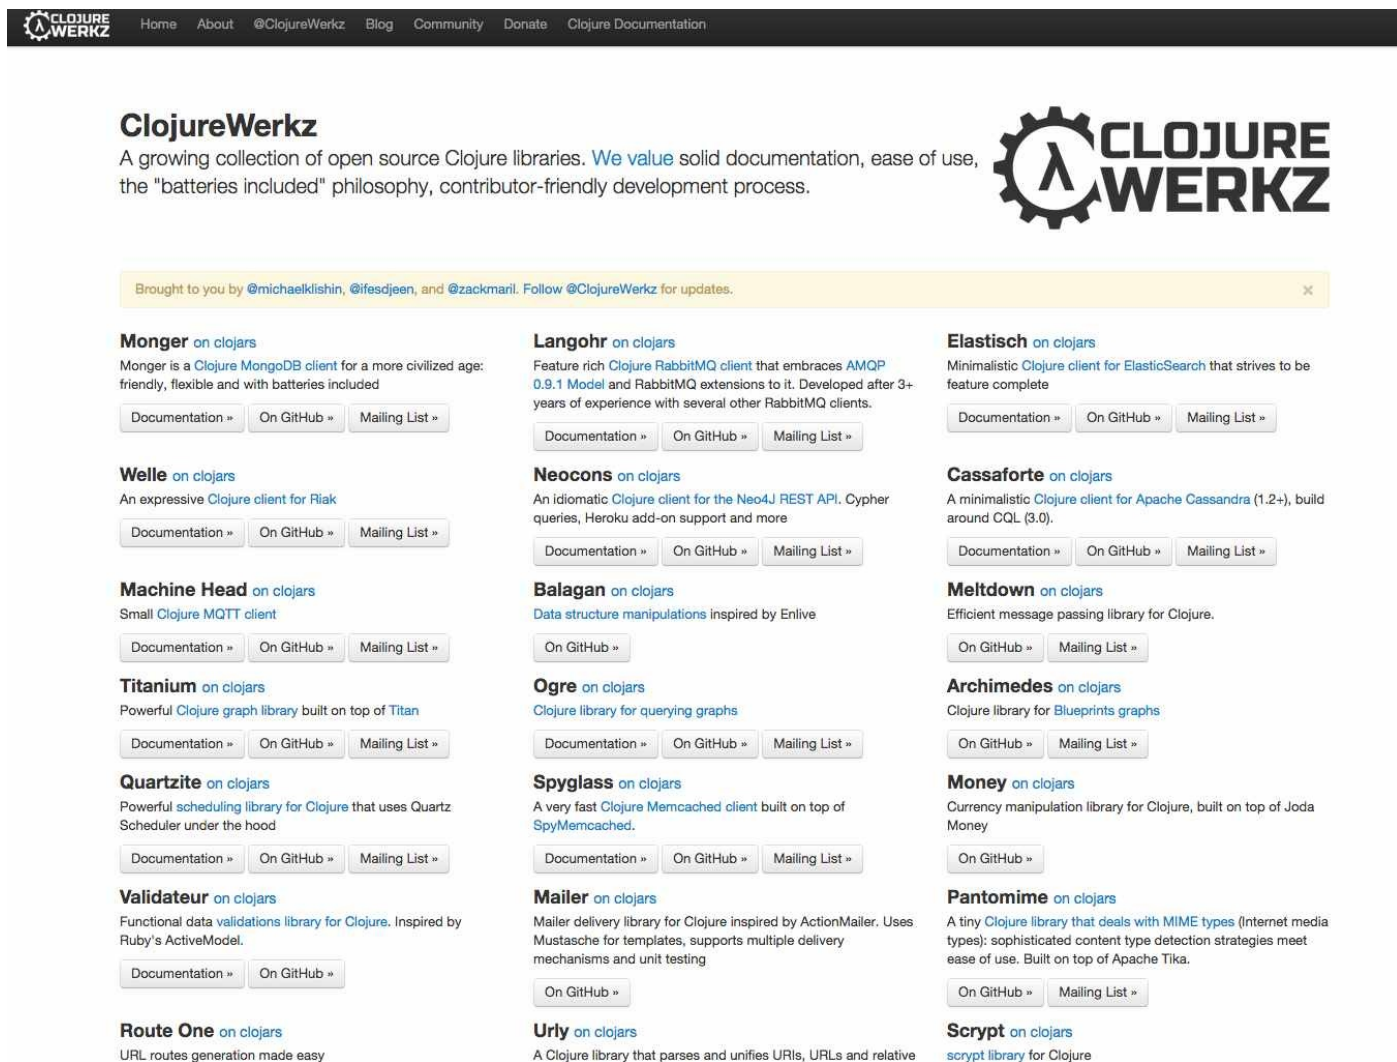 CLOJURE
WERKZ
Home About @ClojureWerkz Blog Community Donate Clojure Documentation
ClojureWerkz
A growing collection of open source Clojure libraries. We value solid documentation, ease of use,
the "batteries included" philosophy, contributor-friendly development process.
CLOJURE
WERKZ
Brought to you by @michaelklishin, @ifesdjeen, and @zackmaril. Follow @ClojureWerkz for updates.
×
Monger on clojars
Monger is a Clojure MongoDB client for a more civilized age:
friendly, flexible and with batteries included
Documentation » On GitHub » Mailing List »
Langohr on clojars
Feature rich Clojure RabbitMQ client that embraces AMQP
0.9.1 Model and RabbitMQ extensions to it. Developed after 3+
years of experience with several other RabbitMQ clients.
Documentation » On GitHub » Mailing List »
Elastisch on clojars
Minimalistic Clojure client for ElasticSearch that strives to be
feature complete
Documentation » On GitHub » Mailing List »
Welle on clojars
An expressive Clojure client for Riak
Documentation » On GitHub » Mailing List »
Neocons on clojars
An idiomatic Clojure client for the Neo4J REST API. Cypher
queries, Heroku add-on support and more
Documentation » On GitHub » Mailing List »
Cassaforte on clojars
A minimalistic Clojure client for Apache Cassandra (1.2+), build
around CQL (3.0).
Documentation » On GitHub » Mailing List »
Machine Head on clojars
Small Clojure MQTT client
Documentation » On GitHub » Mailing List »
Balagan on clojars
Data structure manipulations inspired by Enlive
On GitHub »
Meltdown on clojars
Efficient message passing library for Clojure.
On GitHub » Mailing List »
Titanium on clojars
Powerful Clojure graph library built on top of Titan
Documentation » On GitHub » Mailing List »
Ogre on clojars
Clojure library for querying graphs
Documentation » On GitHub » Mailing List »
Archimedes on clojars
Clojure library for Blueprints graphs
On GitHub » Mailing List »
Quartzite on clojars
Powerful scheduling library for Clojure that uses Quartz
Scheduler under the hood
Documentation » On GitHub » Mailing List »
Spyglass on clojars
A very fast Clojure Memcached client built on top of
SpyMemcached.
Documentation » On GitHub » Mailing List »
Money on clojars
Currency manipulation library for Clojure, built on top of Joda
Money
On GitHub »
Validateur on clojars
Functional data validations library for Clojure. Inspired by
Ruby's ActiveModel.
Documentation » On GitHub »
Mailer on clojars
Mailer delivery library for Clojure inspired by ActionMailer. Uses
Mustasche for templates, supports multiple delivery
mechanisms and unit testing
On GitHub »
Pantomime on clojars
A tiny Clojure library that deals with MIME types (Internet media
types): sophisticated content type detection strategies meet
ease of use. Built on top of Apache Tika.
On GitHub » Mailing List »
Route One on clojars
URL routes generation made easy
Urly on clojars
A Clojure library that parses and unifies URIs, URLs and relative
Scrypt on clojars
scrypt library for Clojure